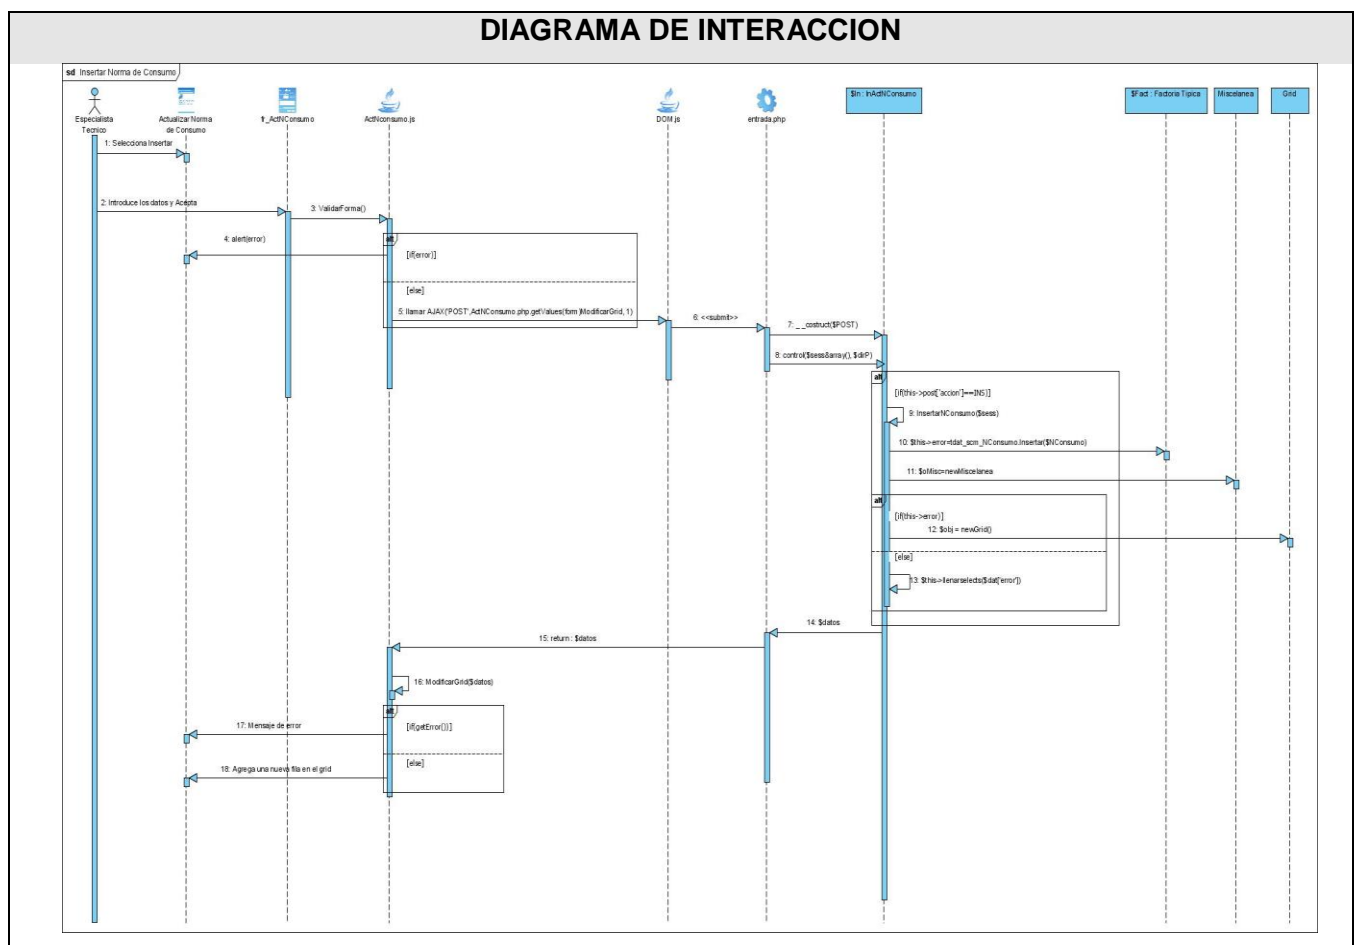 DIAGRAMA DE INTERACCION
sd Insertar Norma de Consumo
Especialista
Tecnico
Actualizar Norma
de Consumo
fr_ActNConsumo
ActNconsumo.js
DOM js
entrada.php
$In : InActNConsumo
$Fact : Factoria Tipica
Miscelanea
Grid
1: Selecciona Insertar
2: Introduce los datos y Acepta
3: ValidarForma()
4: alert(error)
alt
[if(error)]
[else]
5: llamar AJAX('POST',ActNConsumo.php.getValues(form)ModificarGrid, 1)
6: <<submit>>
7: __costruct($POST)
8: control($sess&array(), $dirP)
alt
[if(this->post['accion']==INS)]
9: InsertarNConsumo($sess)
10: $this->error=tdat_scm_NConsumo.Insertar($NConsumo)
11: $oMisc=newMiscelanea
alt
[if(this->error)]
12: $obj = newGrid()
[else]
13: $this->llenarselects($dat['error'])
14: $datos
15: return : $datos
16: ModificarGrid($datos)
alt
17: Mensaje de error
[if(getError())]
[else]
18: Agrega una nueva fila en el grid